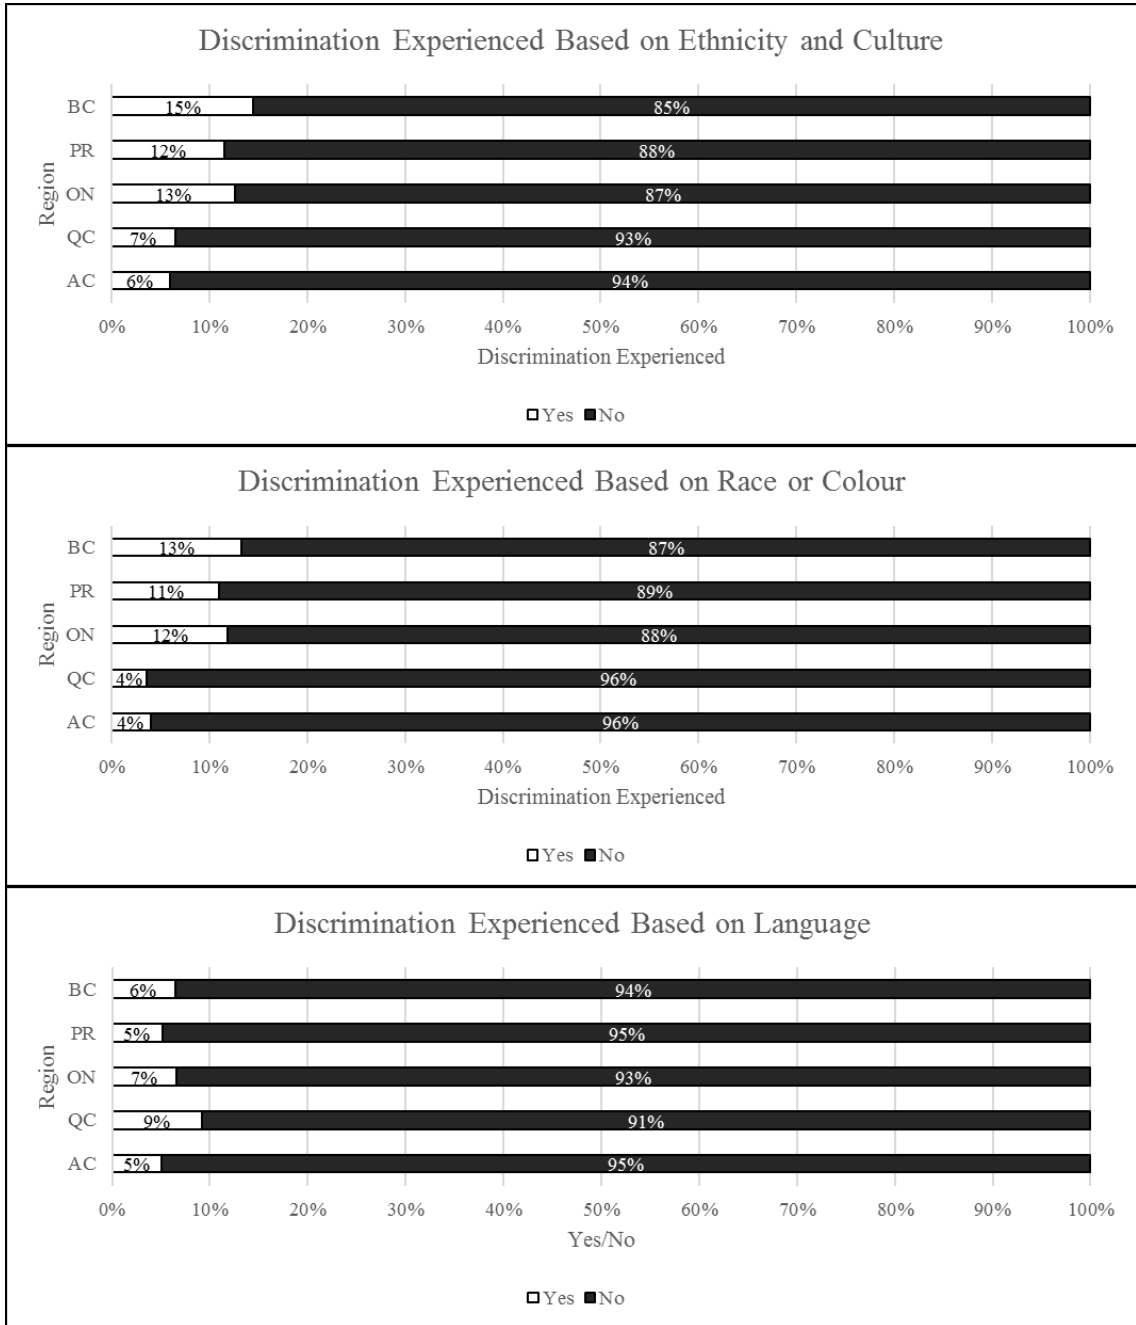 Discrimination Experienced Based on Ethnicity and Culture
Region
BC 15% 85%
PR 12% 88%
ON 13% 87%
QC 7% 93%
AC 6% 94%
0% 10% 20% 30% 40% 50% 60% 70% 80% 90% 100%
Discrimination Experienced
Yes No
Discrimination Experienced Based on Race or Colour
Region
BC 13% 87%
PR 11% 89%
ON 12% 88%
QC 4% 96%
AC 4% 96%
0% 10% 20% 30% 40% 50% 60% 70% 80% 90% 100%
Discrimination Experienced
Yes No
Discrimination Experienced Based on Language
Region
BC 6% 94%
PR 5% 95%
ON 7% 93%
QC 9% 91%
AC 5% 95%
0% 10% 20% 30% 40% 50% 60% 70% 80% 90% 100%
Yes/No
Yes No